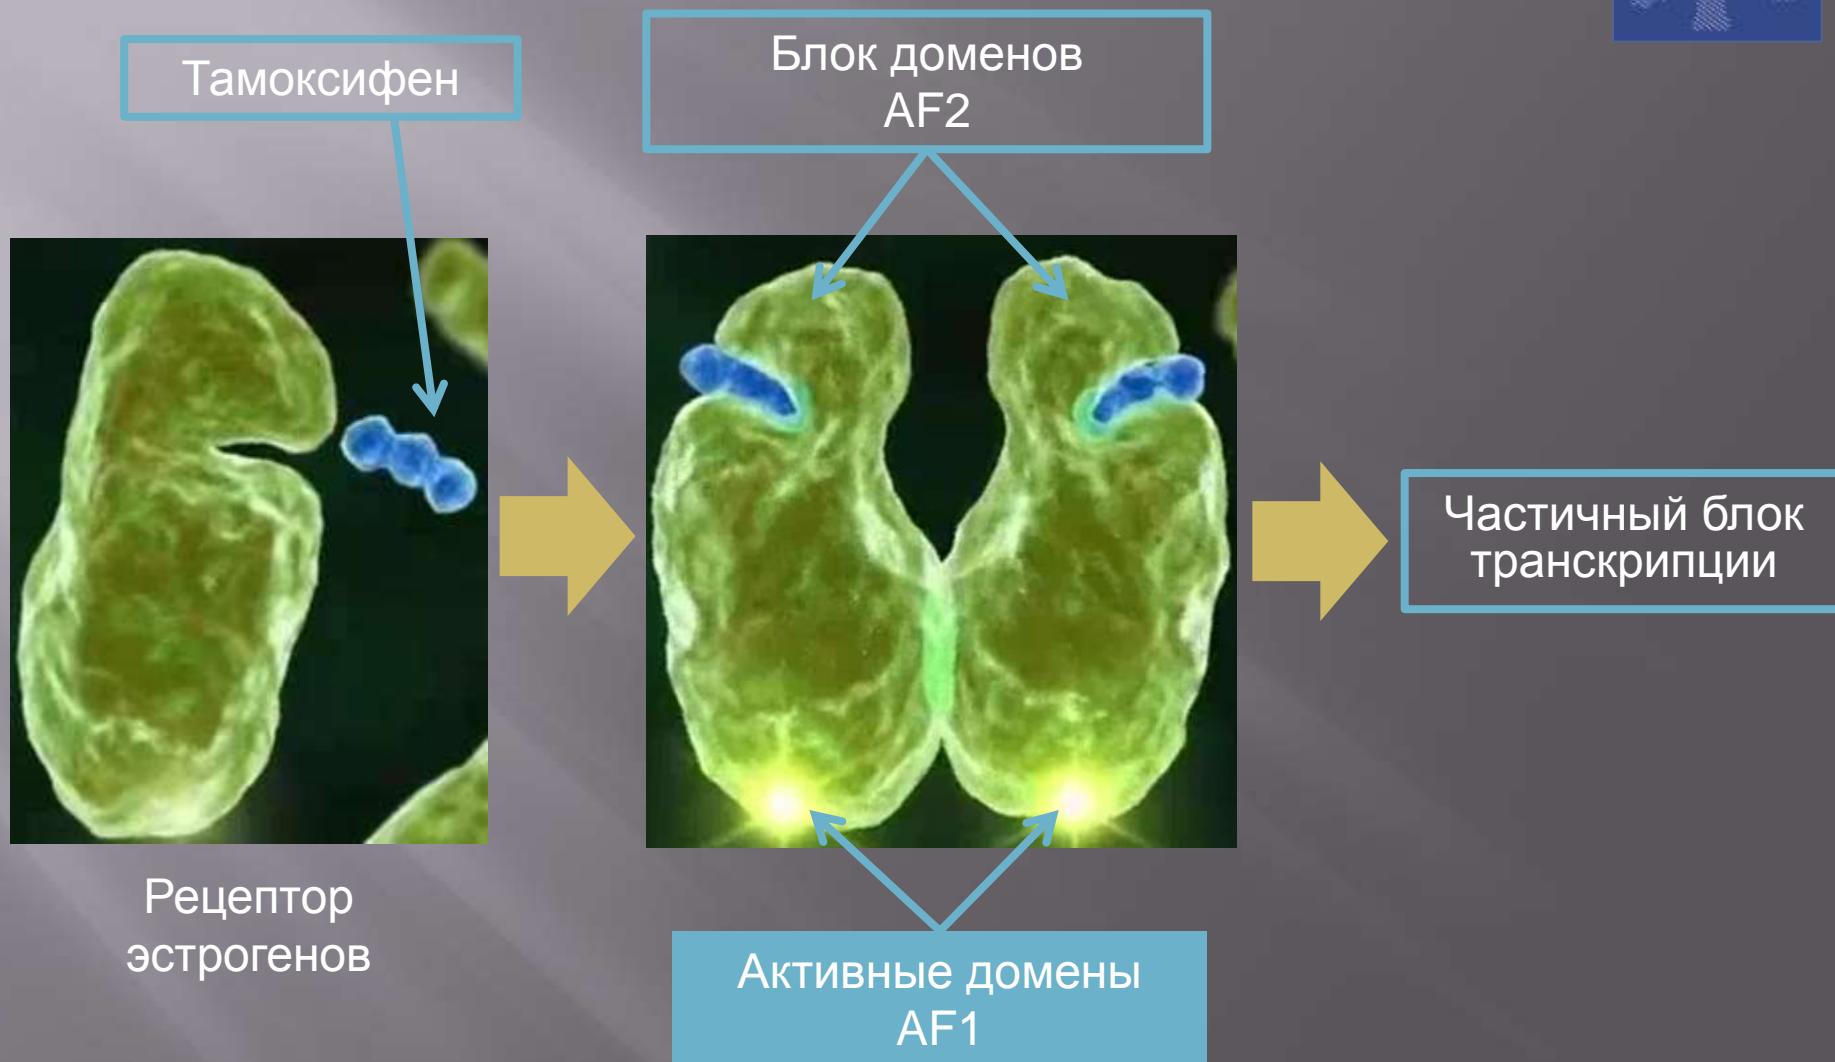 Тамоксифен
Блок доменов
AF2
Частичный блок
транскрипции
Рецептор
эстрогенов
Активные домены
AF1